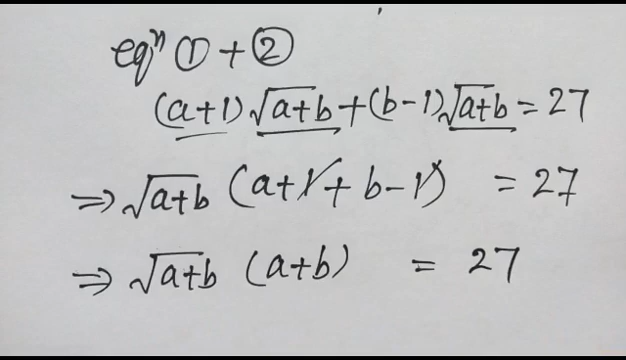 eqⁿ ① + ②
(a+1)√a+b + (b-1)√a+b = 27
⇒ √a+b (a+1 + b-1) = 27
⇒ √a+b (a+b) = 27